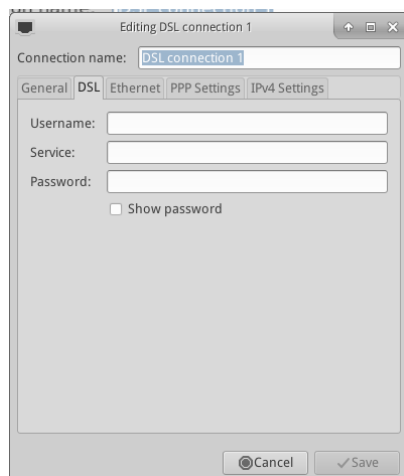 Editing DSL connection 1
Connection name: DSL connection 1
General DSL Ethernet PPP Settings IPv4 Settings
Username:
Service:
Password:
Show password
Cancel Save